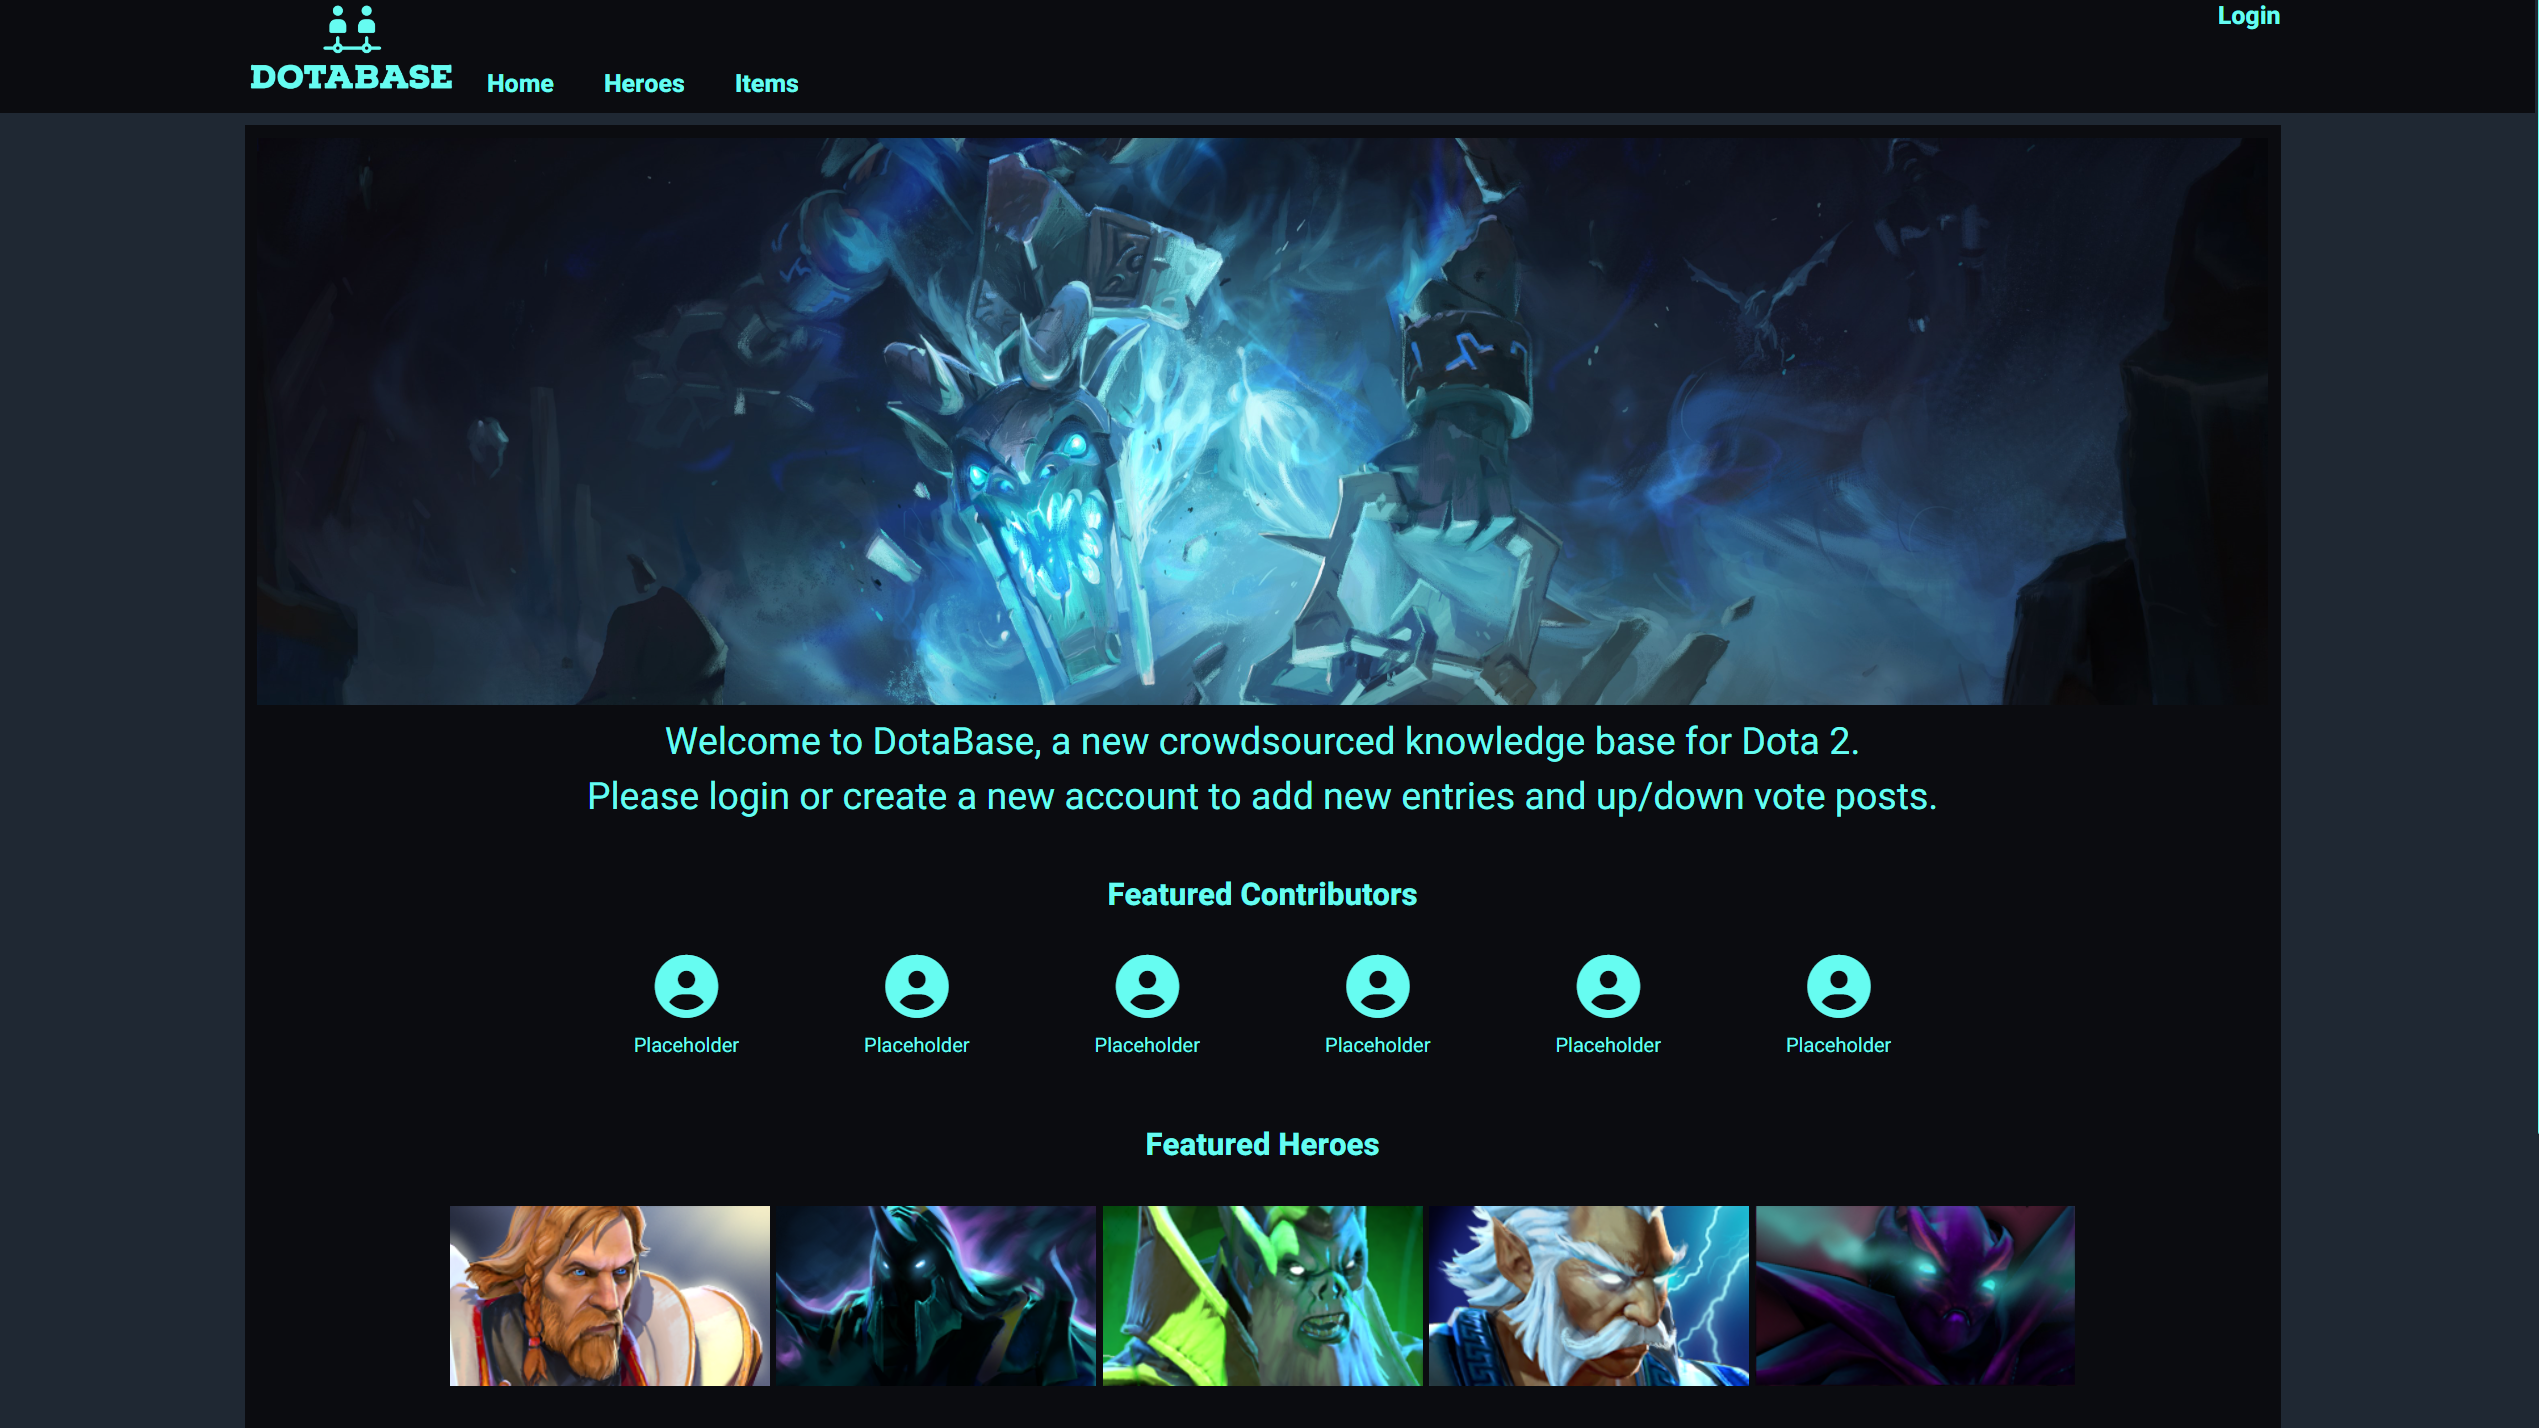 Login
DOTABASE
Home
Heroes
Items
Welcome to DotaBase, a new crowdsourced knowledge base for Dota 2.
Please login or create a new account to add new entries and up/down vote posts.
Featured Contributors
Placeholder
Placeholder
Placeholder
Placeholder
Placeholder
Placeholder
Featured Heroes